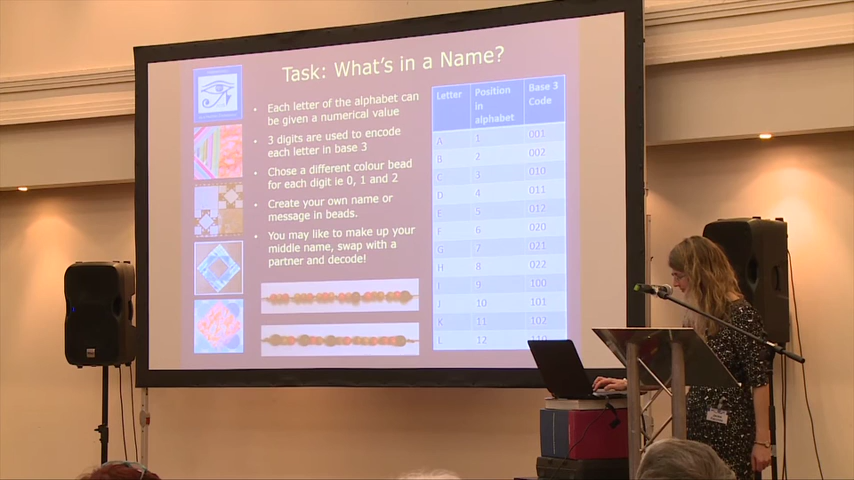 Task: What's in a Name?
• Each letter of the alphabet can
be given a numerical value
• 3 digits are used to encode
each letter in base 3
• Chose a different colour bead
for each digit ie 0, 1 and 2
• Create your own name or
message in beads.
• You may like to make up your
middle name, swap with a
partner and decode!
Letter Position in alphabet Base 3 Code
A 1 001
B 2 002
C 3 010
D 4 011
E 5 012
F 6 020
G 7 021
H 8 022
I 9 100
J 10 101
K 11 102
L 12 110